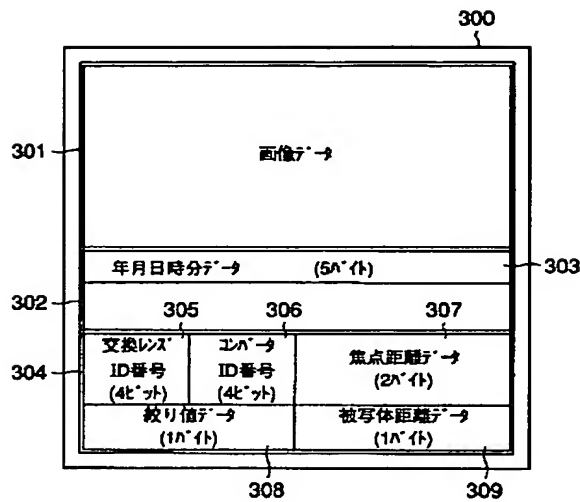 300
301
画像データ
年月日時分データ (5バイト)
303
302
305 306 307
304
交換レンズ コンバータ 焦点距離データ
ID番号 ID番号 (2バイト)
(4ビット) (4ビット)
絞り値データ 被写体距離データ
(1バイト) (1バイト)
308 309